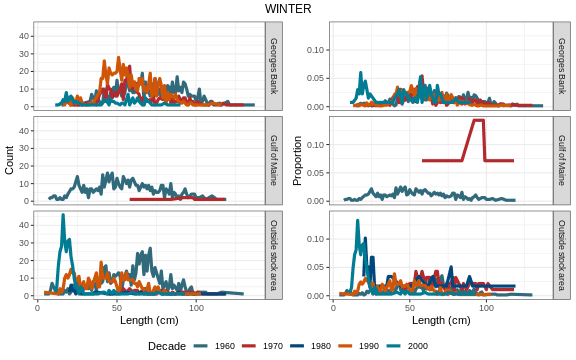 WINTER
Count
40
30
20
10
0
Georges Bank
40
30
20
10
0
Gulf of Maine
40
30
20
10
0
Outside stock area
0
50
100
Length (cm)
Proportion
0.10
0.05
0.00
Georges Bank
0.10
0.05
0.00
Gulf of Maine
0.10
0.05
0.00
Outside stock area
0
50
100
Length (cm)
Decade 1960 1970 1980 1990 2000